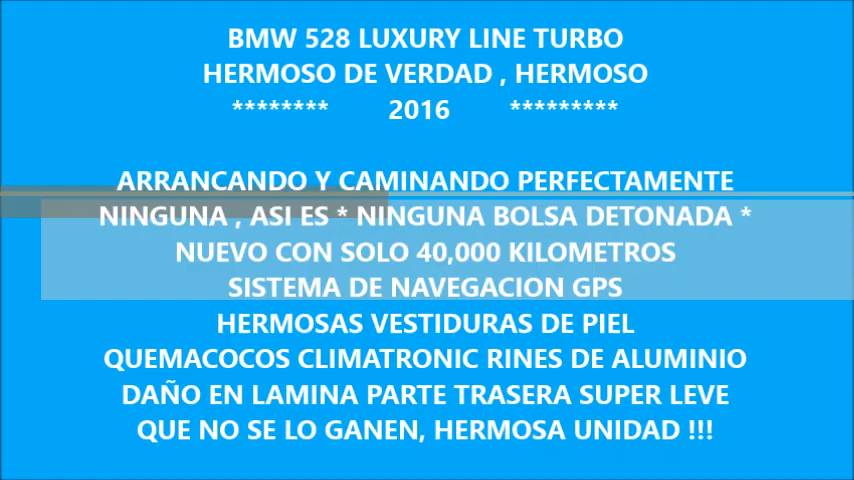 BMW 528 LUXURY LINE TURBO
HERMOSO DE VERDAD , HERMOSO
******** 2016 *********
ARRANCANDO Y CAMINANDO PERFECTAMENTE
NINGUNA , ASI ES * NINGUNA BOLSA DETONADA *
NUEVO CON SOLO 40,000 KILOMETROS
SISTEMA DE NAVEGACION GPS
HERMOSAS VESTIDURAS DE PIEL
QUEMACOCOS CLIMATRONIC RINES DE ALUMINIO
DAÑO EN LAMINA PARTE TRASERA SUPER LEVE
QUE NO SE LO GANEN, HERMOSA UNIDAD !!!